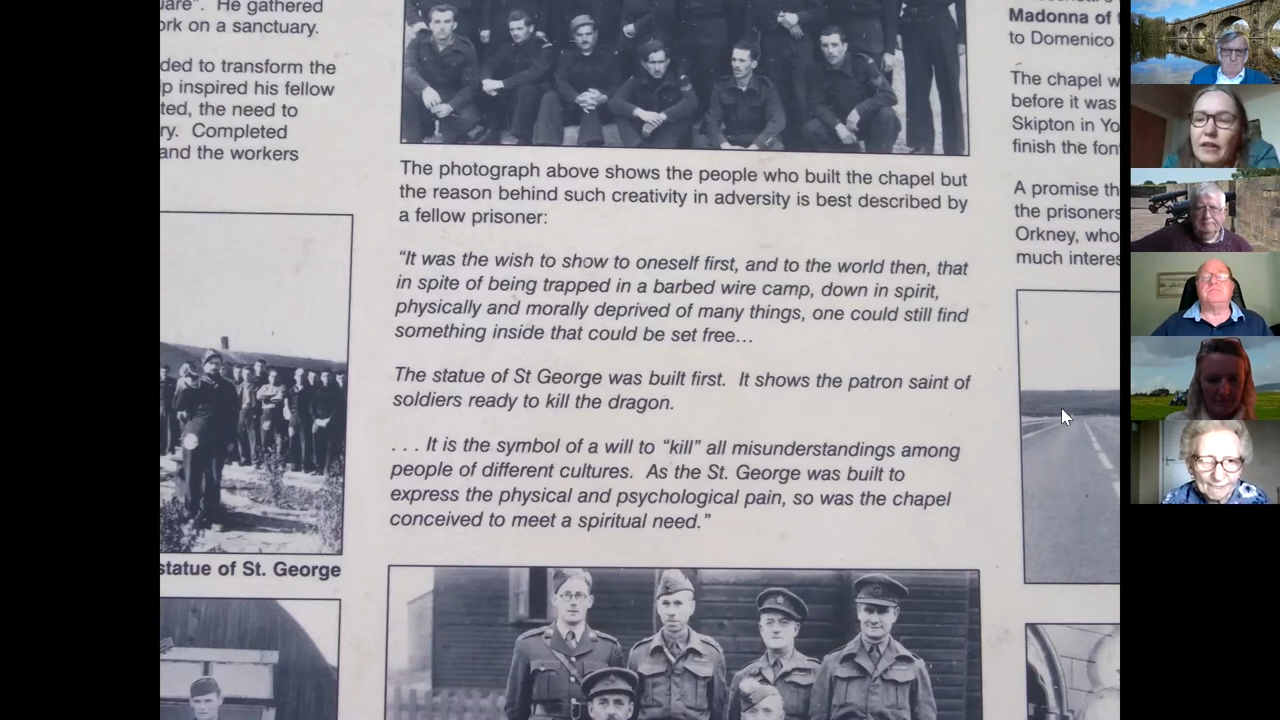 uare". He gathered
ork on a sanctuary.
ded to transform the
p inspired his fellow
ted, the need to
ry. Completed
and the workers
statue of St. George
The photograph above shows the people who built the chapel but
the reason behind such creativity in adversity is best described by
a fellow prisoner:
“It was the wish to show to oneself first, and to the world then, that
in spite of being trapped in a barbed wire camp, down in spirit,
physically and morally deprived of many things, one could still find
something inside that could be set free…
The statue of St George was built first. It shows the patron saint of
soldiers ready to kill the dragon.
. . . It is the symbol of a will to “kill” all misunderstandings among
people of different cultures. As the St. George was built to
express the physical and psychological pain, so was the chapel
conceived to meet a spiritual need.”
Madonna of
to Domenico
The chapel w
before it was
Skipton in Yo
finish the fon
A promise th
the prisoners
Orkney, who
much interes